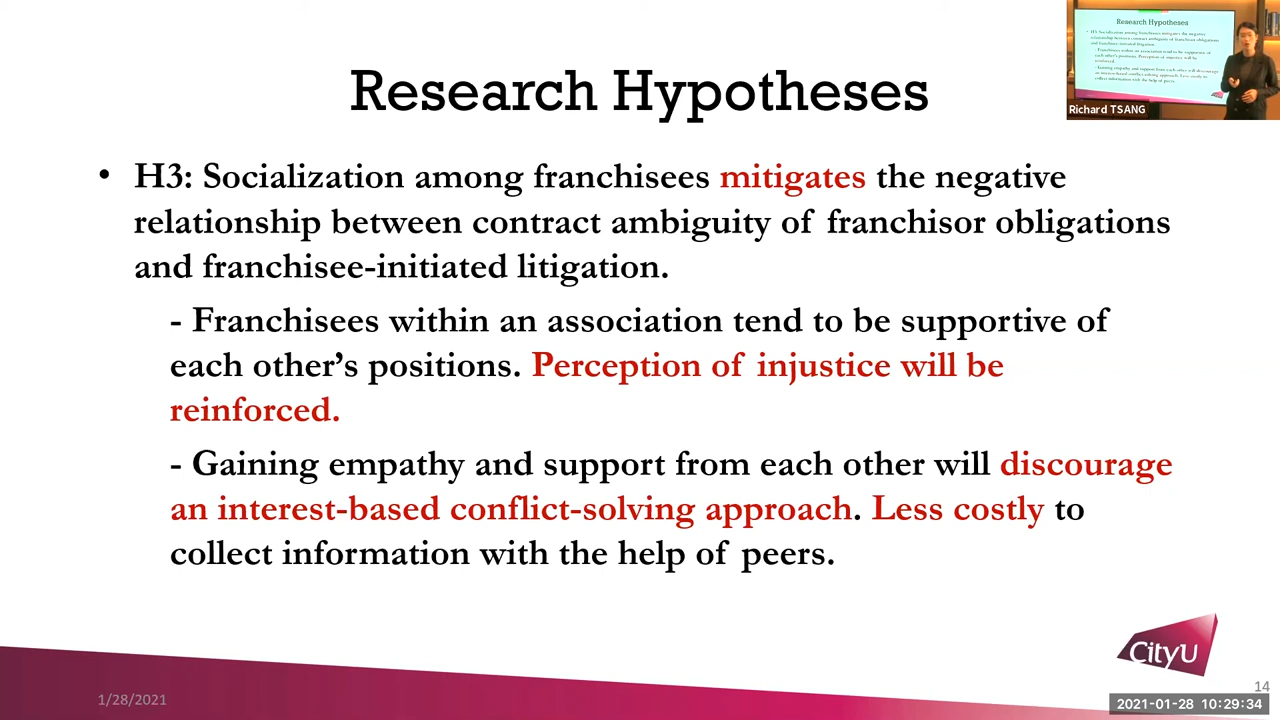 Research Hypotheses
Richard TSANG
• H3: Socialization among franchisees mitigates the negative
relationship between contract ambiguity of franchisor obligations
and franchisee-initiated litigation.
- Franchisees within an association tend to be supportive of
each other’s positions. Perception of injustice will be
reinforced.
- Gaining empathy and support from each other will discourage
an interest-based conflict-solving approach. Less costly to
collect information with the help of peers.
CityU
1/28/2021
14
2021-01-28 10:29:34